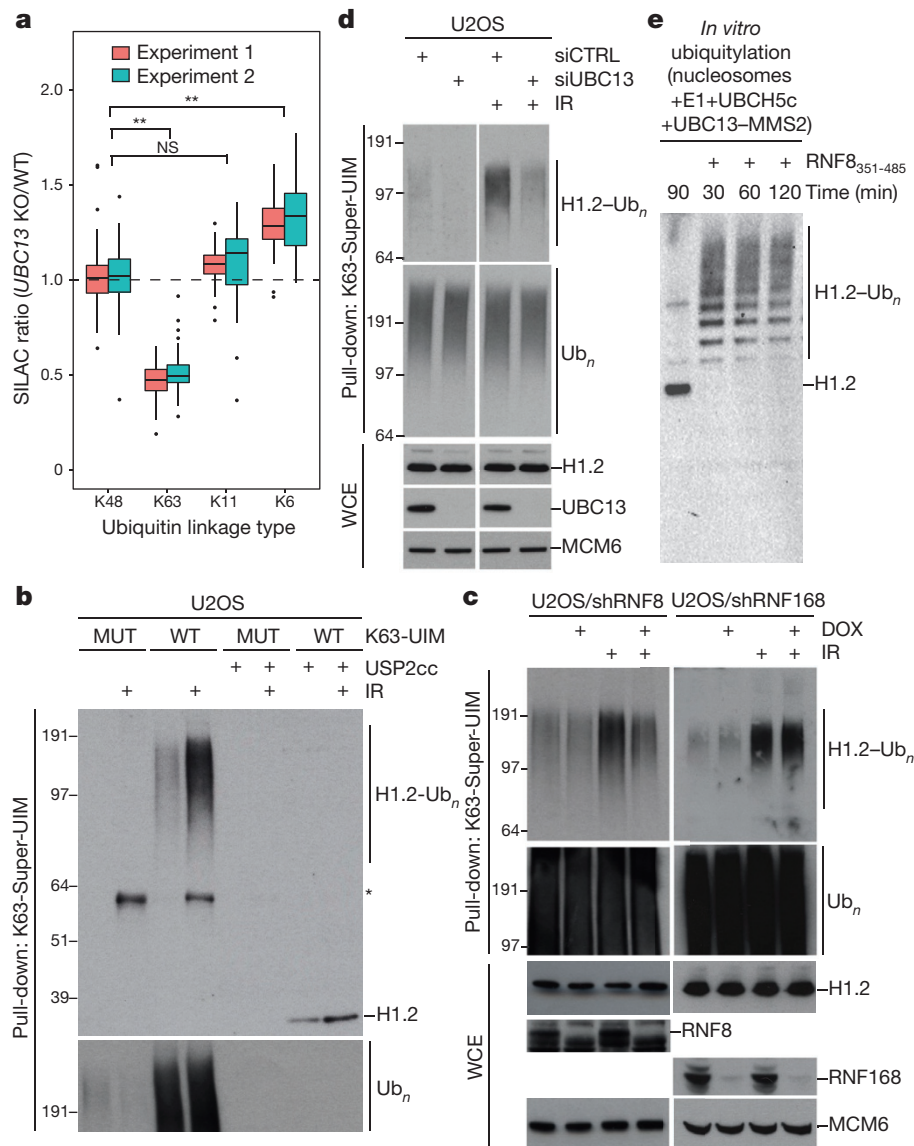 a
2.0
1.5
1.0
0.5
0
SILAC ratio (UBC13 KO/WT)
Experiment 1
Experiment 2
**
**
NS
K48 K63 K11 K6
Ubiquitin linkage type
d
U2OS
+ + siCTRL
+ + siUBC13
+ + IR
Pull-down: K63-Super-UIM
191
97
64
H1.2–Ubn
191
97
64
Ubn
WCE
H1.2
UBC13
MCM6
e
In vitro
ubiquitylation
(nucleosomes
+E1+UBCH5c
+UBC13–MMS2)
+ + + RNF8351-485
90 30 60 120 Time (min)
H1.2–Ubn
H1.2
b
U2OS
MUT WT MUT WT K63-UIM
+ + + + USP2cc
+ + + + IR
Pull-down: K63-Super-UIM
191
97
64
51
39
H1.2-Ubn
*
H1.2
191
Ubn
c
U2OS/shRNF8 U2OS/shRNF168
+ + + + DOX
+ + + + IR
Pull-down: K63-Super-UIM
191
97
64
H1.2–Ubn
191
97
Ubn
WCE
H1.2
RNF8
RNF168
MCM6